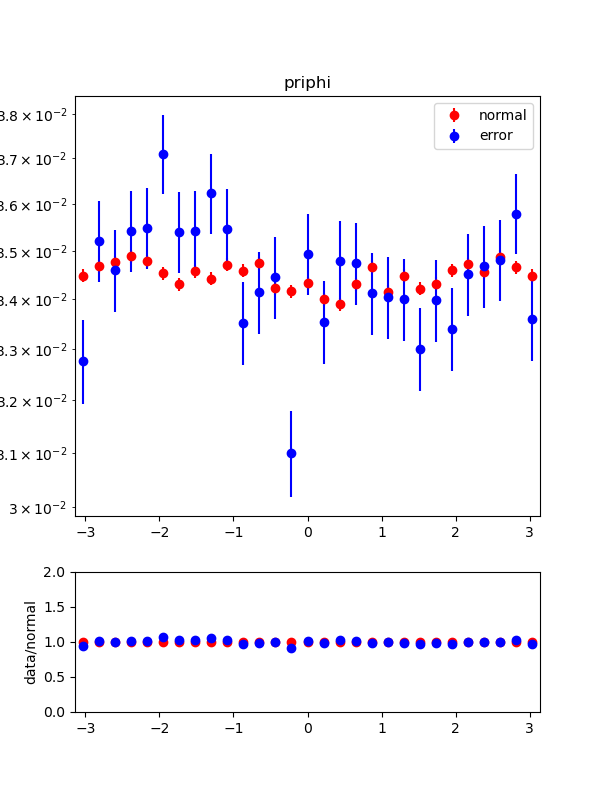 priphi
normal
error
3.8 × 10⁻²
3.7 × 10⁻²
3.6 × 10⁻²
3.5 × 10⁻²
3.4 × 10⁻²
3.3 × 10⁻²
3.2 × 10⁻²
3.1 × 10⁻²
3 × 10⁻²
−3 −2 −1 0 1 2 3
data/normal
2.0
1.5
1.0
0.5
0.0
−3 −2 −1 0 1 2 3